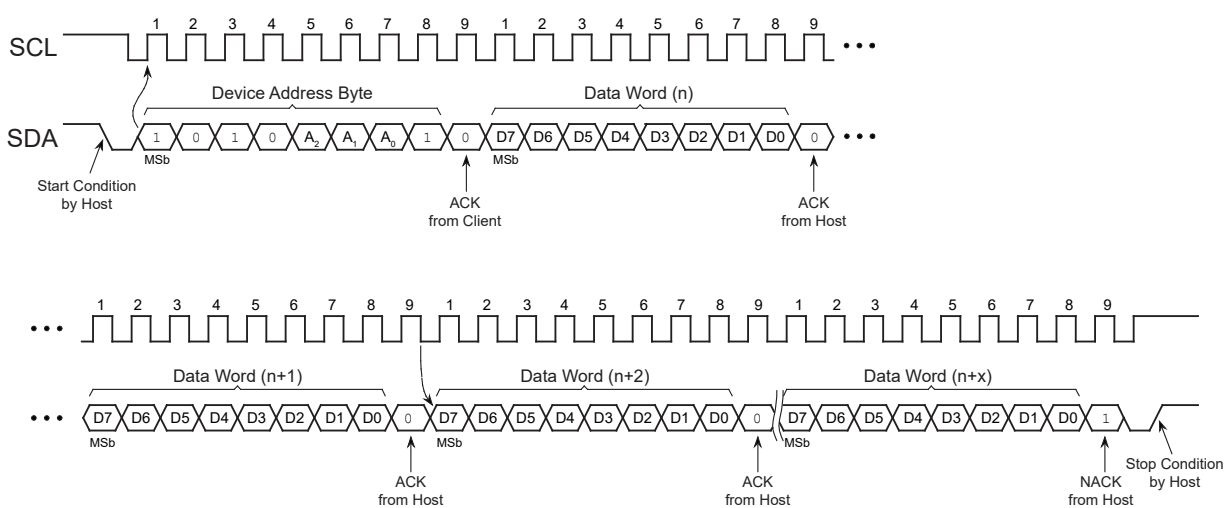 1 2 3 4 5 6 7 8 9 1 2 3 4 5 6 7 8 9
SCL
Device Address Byte Data Word (n)
SDA 1 0 1 0 A2 A1 A0 1 0 D7 D6 D5 D4 D3 D2 D1 D0 0
MSb MSb
Start Condition
by Host
ACK
from Client
ACK
from Host
1 2 3 4 5 6 7 8 9 1 2 3 4 5 6 7 8 9 1 2 3 4 5 6 7 8 9
Data Word (n+1) Data Word (n+2) Data Word (n+x)
D7 D6 D5 D4 D3 D2 D1 D0 0 D7 D6 D5 D4 D3 D2 D1 D0 0 D7 D6 D5 D4 D3 D2 D1 D0 1
MSb MSb MSb
ACK
from Host
ACK
from Host
NACK
from Host
Stop Condition
by Host